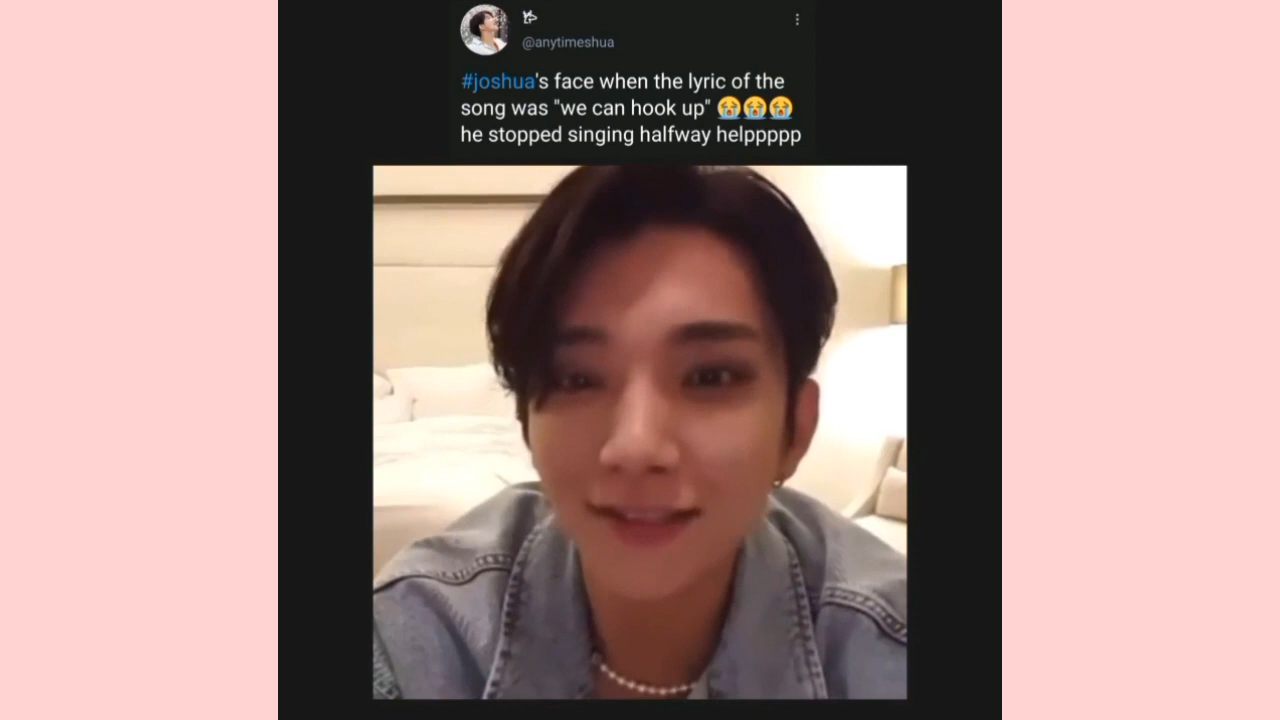 @anytimeshua
#joshua's face when the lyric of the
song was "we can hook up" 😭😭😭
he stopped singing halfway helppppp